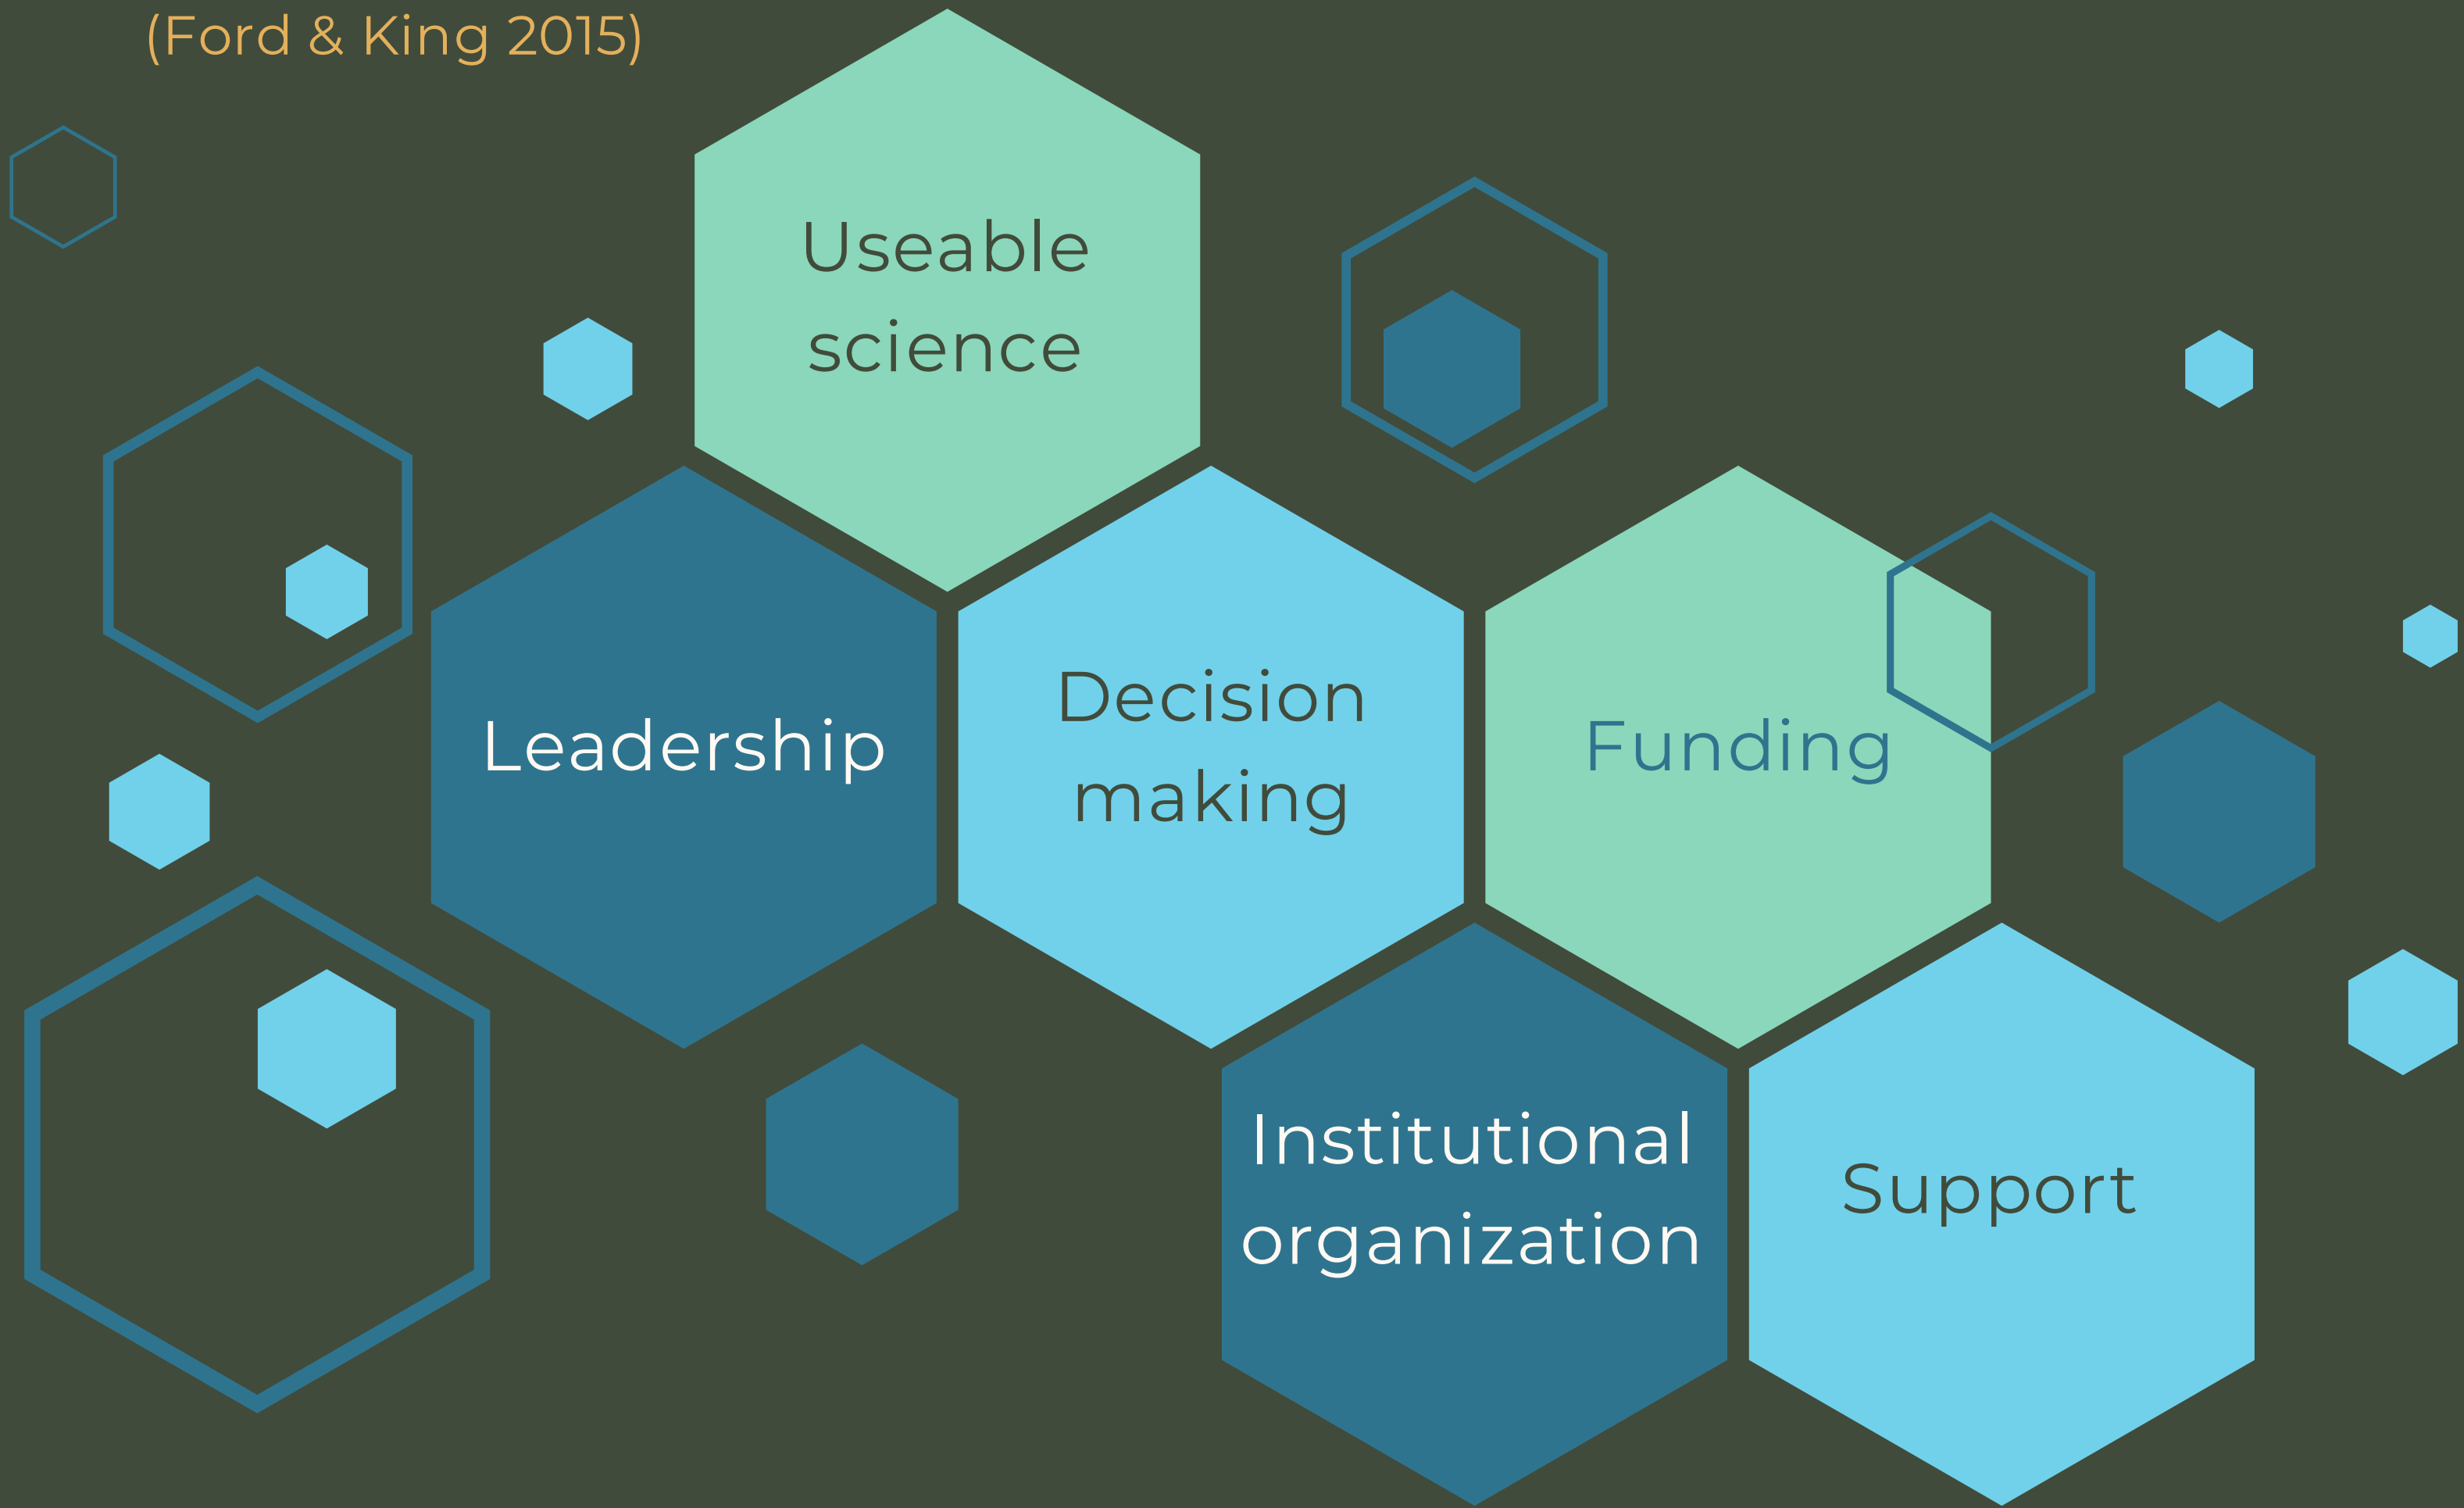 (Ford & King 2015)
Useable
science
Leadership
Decision
making
Funding
Institutional
organization
Support